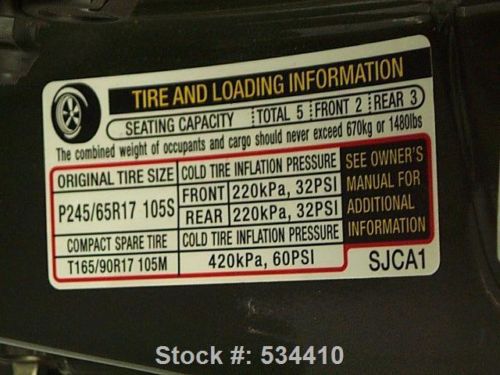 TIRE AND LOADING INFORMATION
SEATING CAPACITY TOTAL 5 FRONT 2 REAR 3
The combined weight of occupants and cargo should never exceed 670kg or 1480lbs
ORIGINAL TIRE SIZE COLD TIRE INFLATION PRESSURE SEE OWNER'S
MANUAL FOR
ADDITIONAL
INFORMATION
P245/65R17 105S FRONT 220kPa, 32PSI
REAR 220kPa, 32PSI
COMPACT SPARE TIRE COLD TIRE INFLATION PRESSURE
T165/90R17 105M 420kPa, 60PSI SJCA1
Stock #: 534410